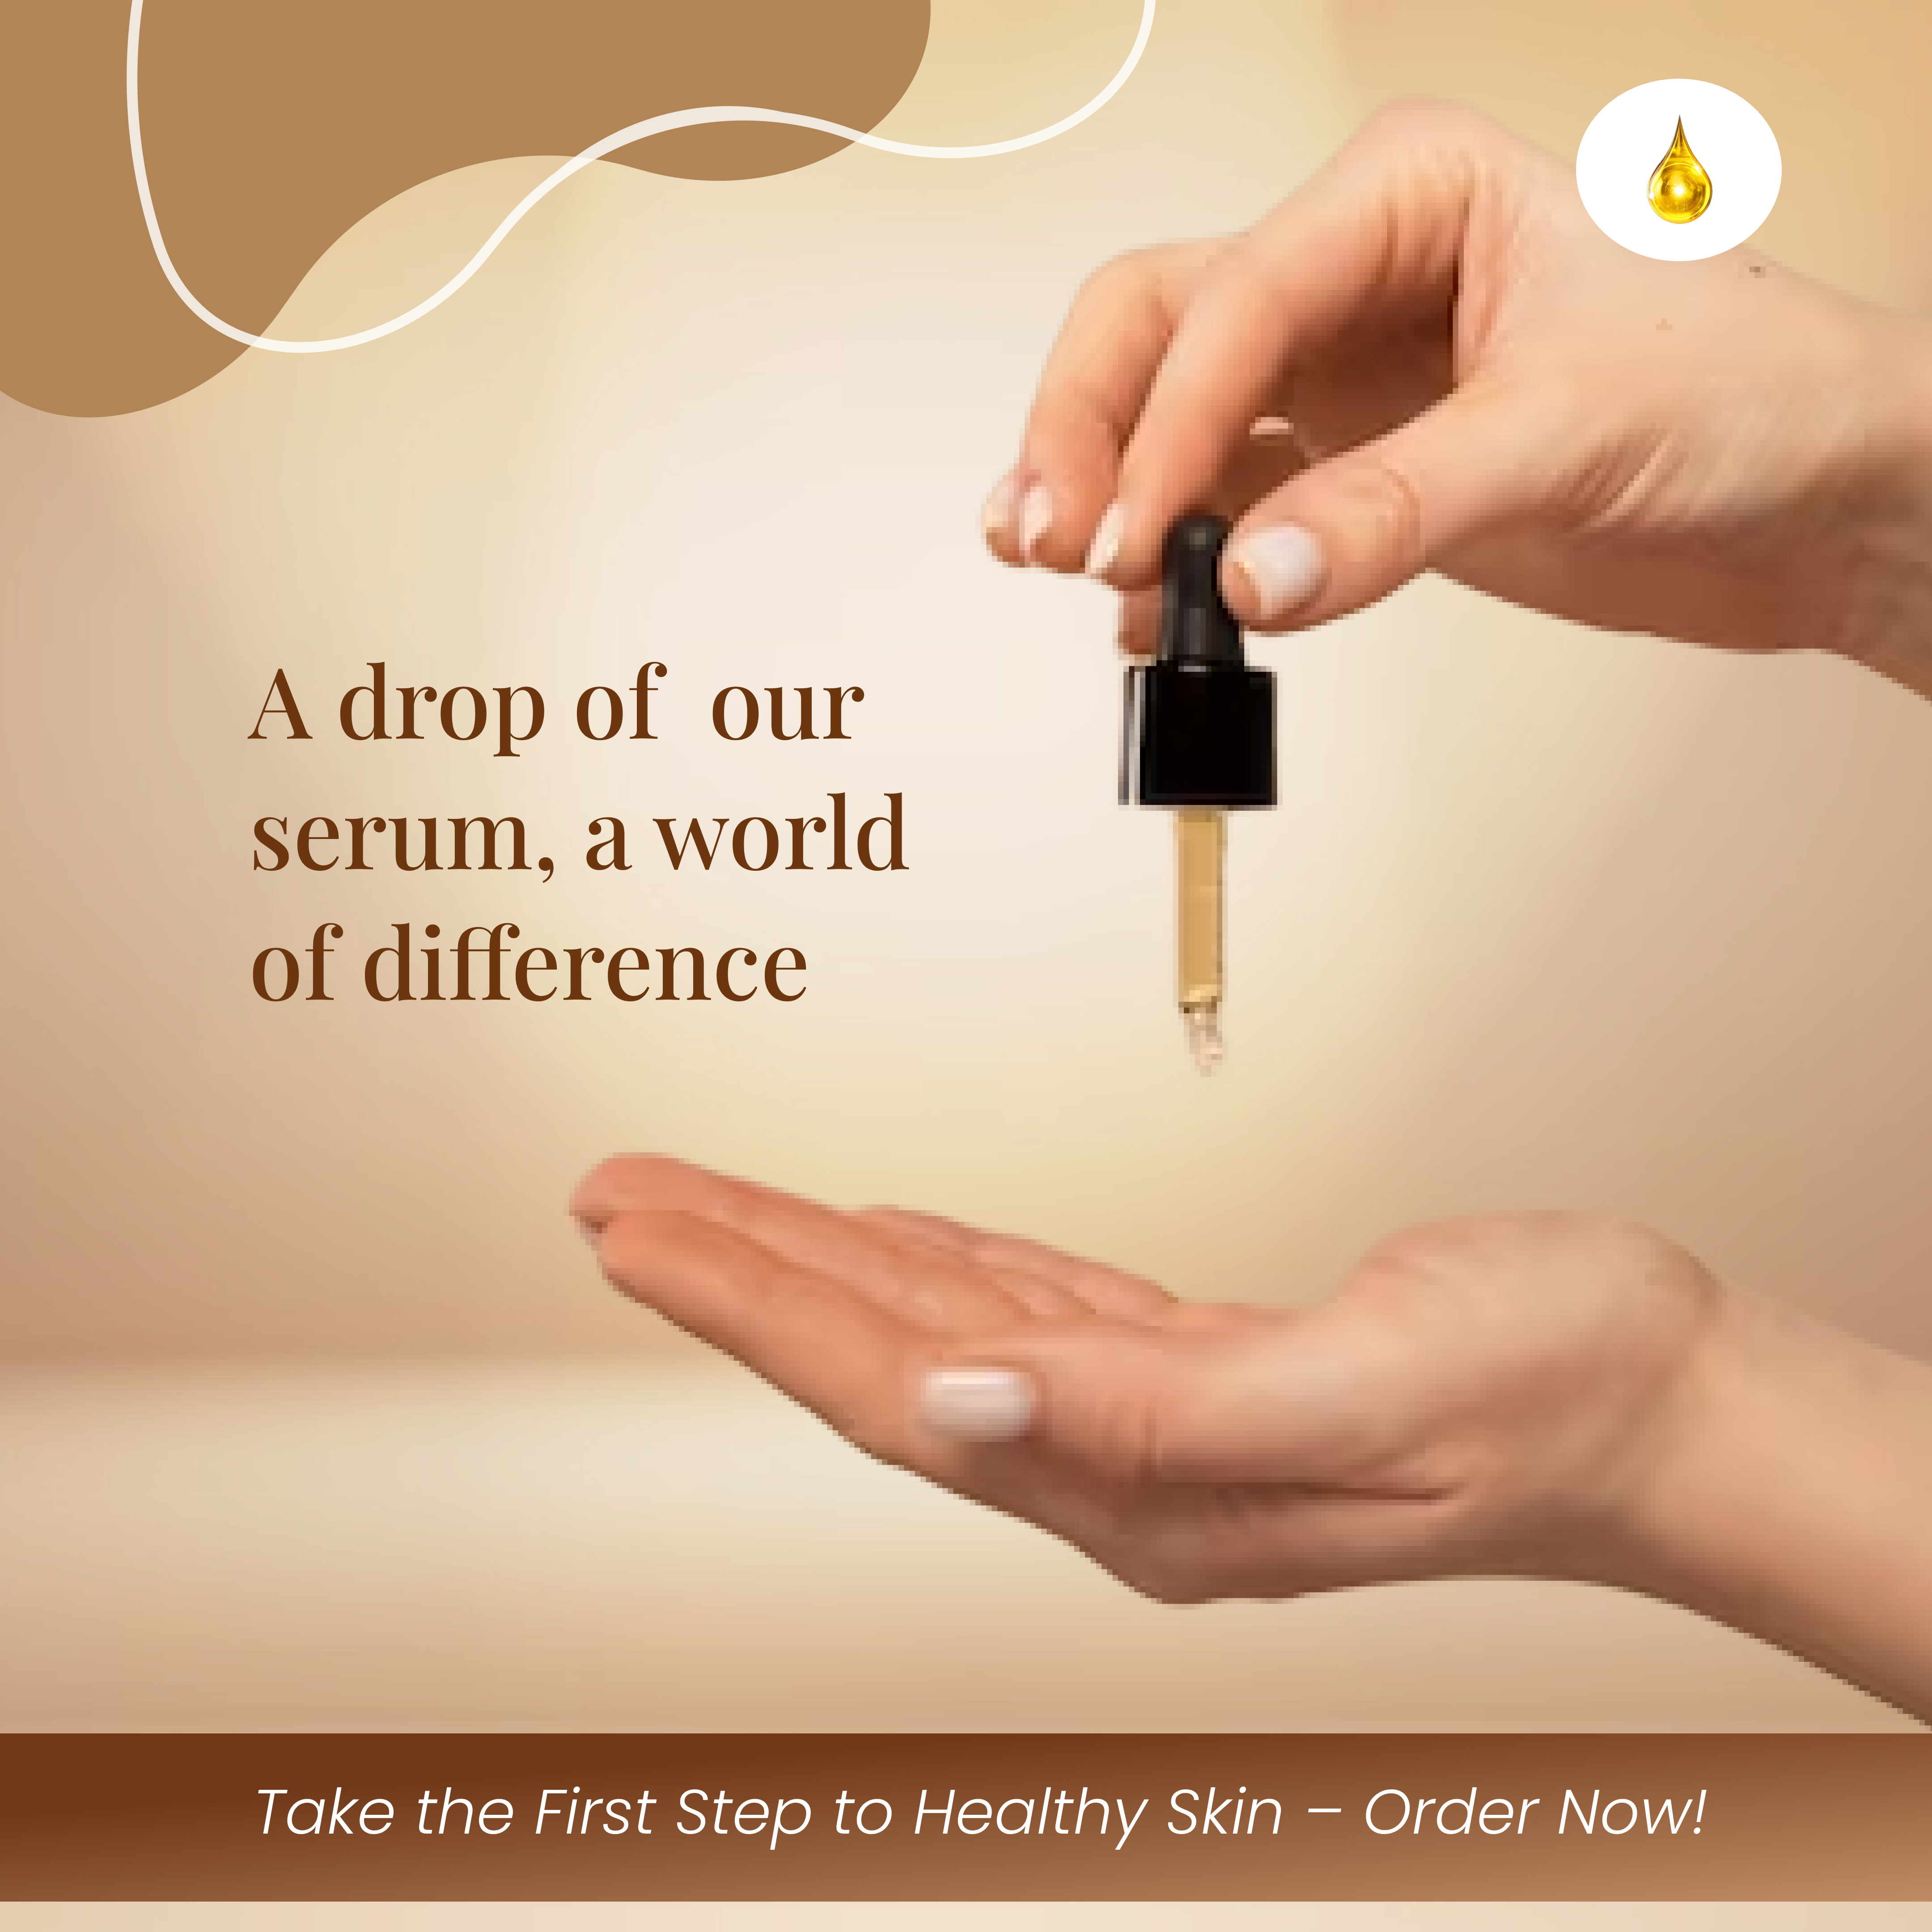 A drop of  our
serum, a world
of difference
Take the First Step to Healthy Skin – Order Now!